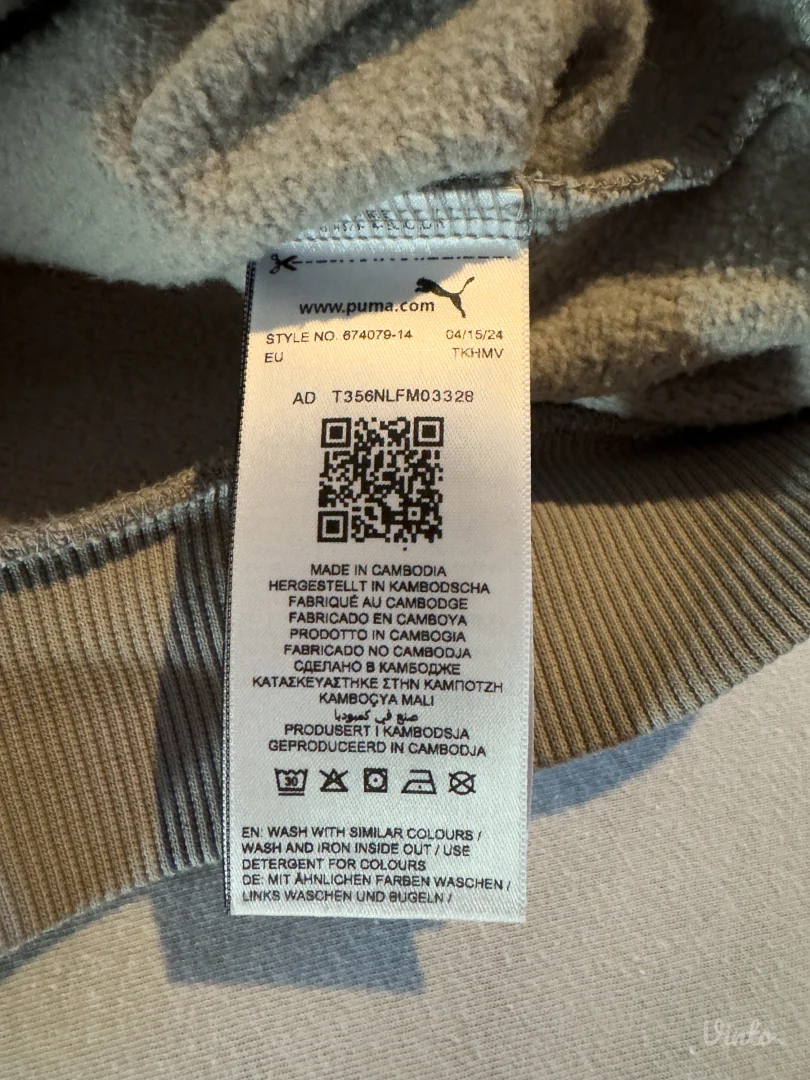 www.puma.com
STYLE NO. 674079-14 04/15/24
EU TKHMV
AD T356NLFM03328
MADE IN CAMBODIA
HERGESTELLT IN KAMBODSCHA
FABRIQUÉ AU CAMBODGE
FABRICADO EN CAMBOYA
PRODOTTO IN CAMBOGIA
FABRICADO NO CAMBODJA
СДЕЛАНО В КАМБОДЖЕ
ΚΑΤΑΣΚΕΥΑΣΤΗΚΕ ΣΤΗΝ ΚΑΜΠΟΤΖΗ
KAMBOÇYA MALI
صنع في كمبوديا
PRODUSERT I KAMBODSJA
GEPRODUCEERD IN CAMBODJA
30
EN: WASH WITH SIMILAR COLOURS /
WASH AND IRON INSIDE OUT / USE
DETERGENT FOR COLOURS
DE: MIT ÄHNLICHEN FARBEN WASCHEN /
LINKS WASCHEN UND BÜGELN /